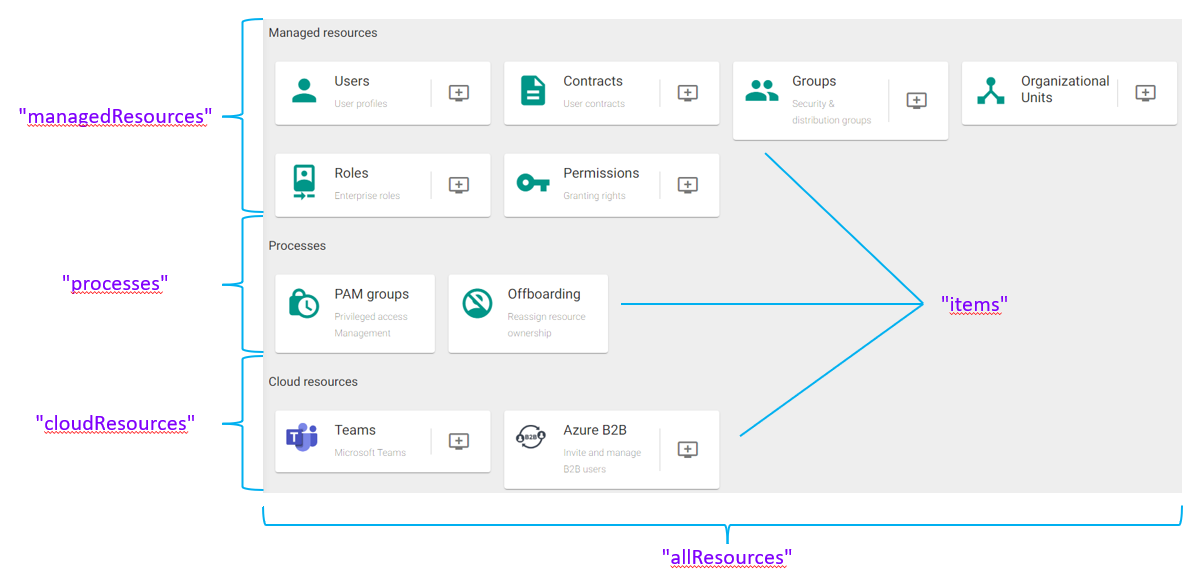 Managed resources
Users
User profiles
Contracts
User contracts
Groups
Security &
distribution groups
Organizational
Units
"managedResources"
Roles
Enterprise roles
Permissions
Granting rights
Processes
"processes"
PAM groups
Privileged access
Management
Offboarding
Reassign resource
ownership
"items"
Cloud resources
"cloudResources"
Teams
Microsoft Teams
T
Azure B2B
Invite and manage
B2B users
B2B
"allResources"